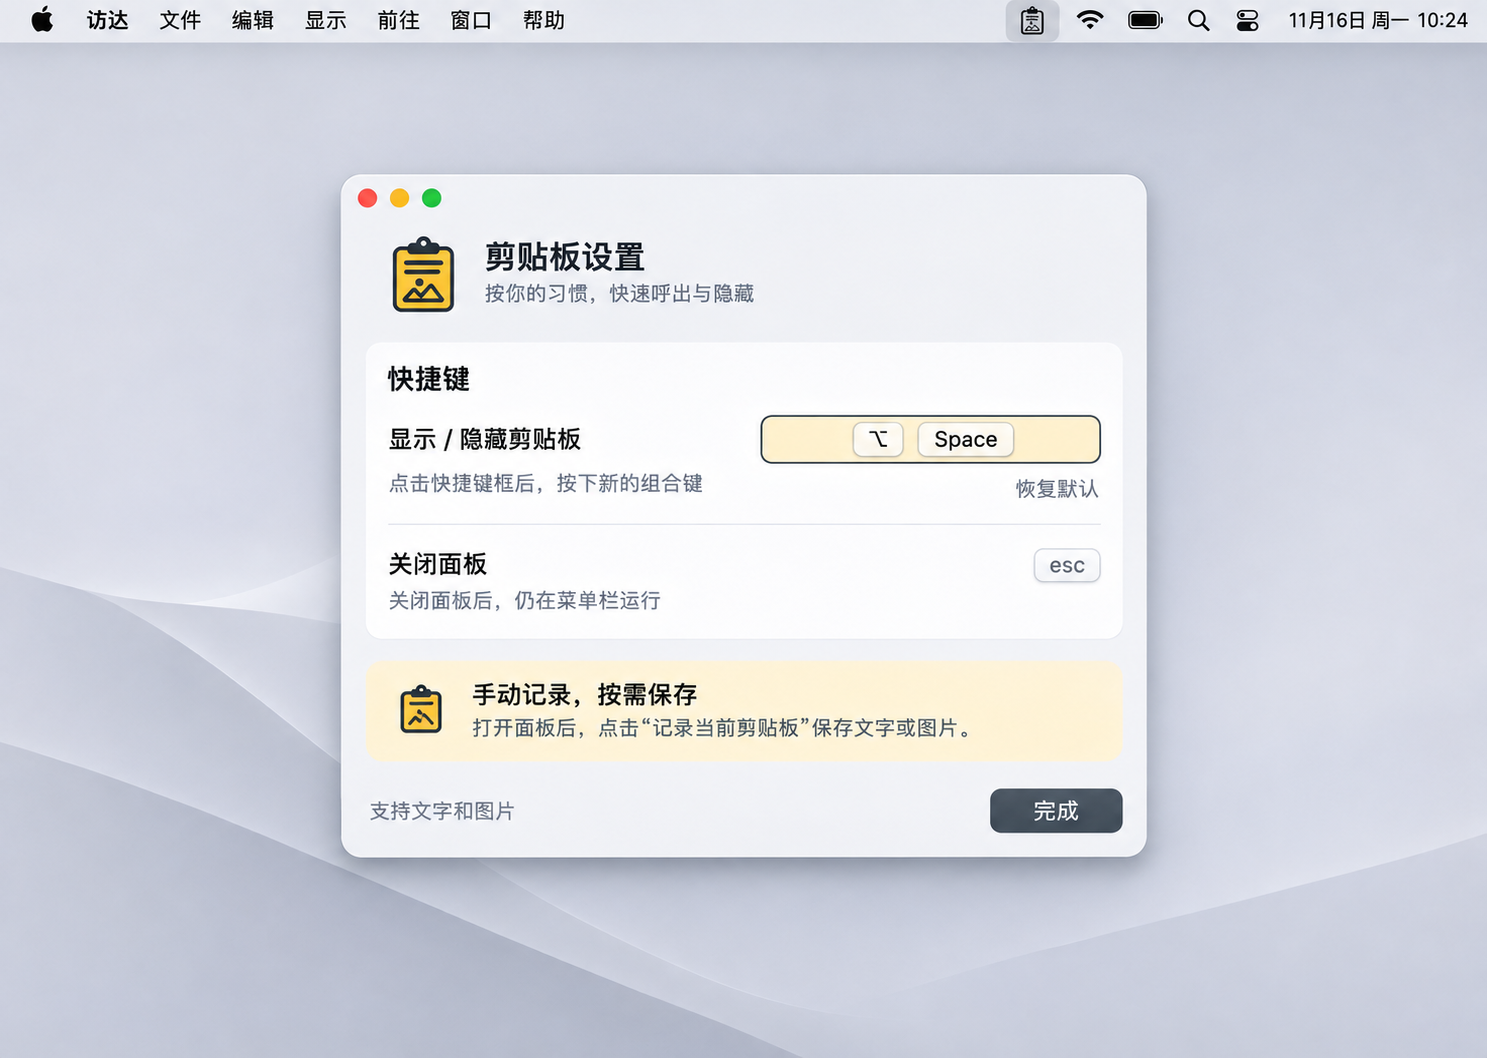 访达 文件 编辑 显示 前往 窗口 帮助 11月16日 周一 10:24
剪贴板设置
按你的习惯，快速呼出与隐藏
快捷键
显示 / 隐藏剪贴板 ⌥ Space
点击快捷键框后，按下新的组合键
恢复默认
关闭面板 esc
关闭面板后，仍在菜单栏运行
手动记录，按需保存
打开面板后，点击“记录当前剪贴板”保存文字或图片。
支持文字和图片 完成